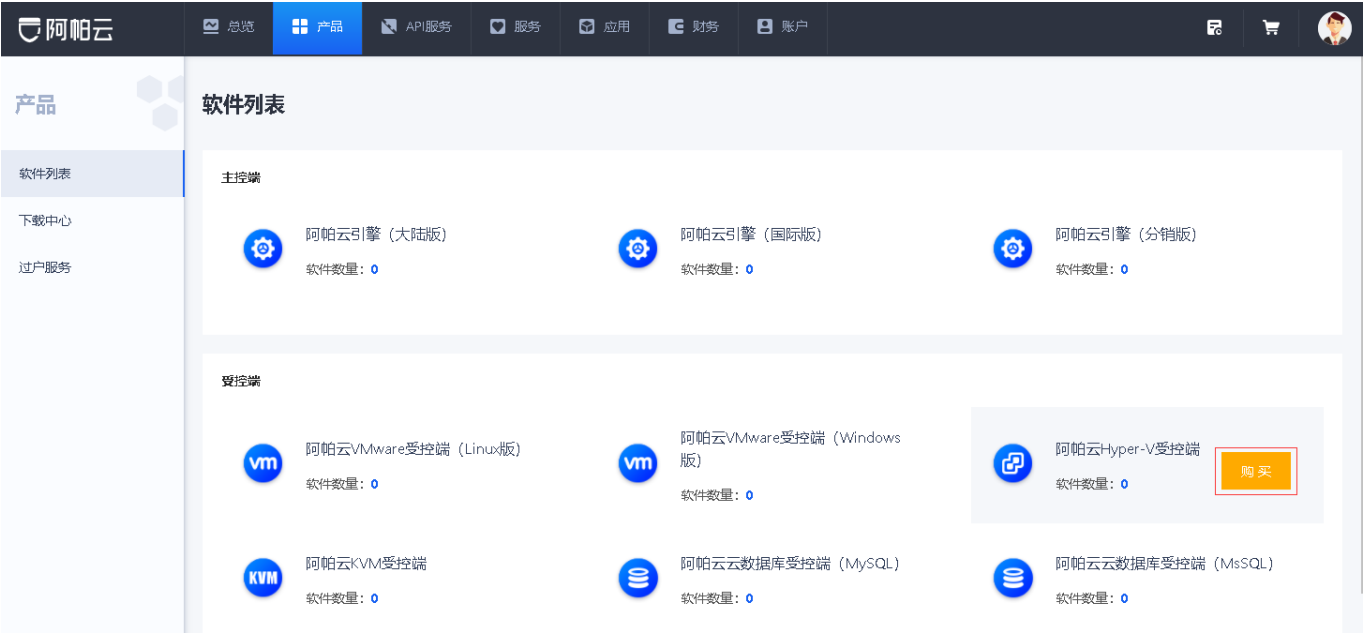 阿帕云
总览
产品
API服务
服务
应用
财务
账户
产品
软件列表
下载中心
过户服务
软件列表
主控端
阿帕云引擎（大陆版）
软件数量：0
阿帕云引擎（国际版）
软件数量：0
阿帕云引擎（分销版）
软件数量：0
受控端
阿帕云VMware受控端（Linux版）
软件数量：0
阿帕云VMware受控端（Windows
版）
软件数量：0
阿帕云Hyper-V受控端
软件数量：0
购买
阿帕云KVM受控端
软件数量：0
阿帕云云数据库受控端（MySQL）
软件数量：0
阿帕云云数据库受控端（MsSQL）
软件数量：0
vm
vm
KVM